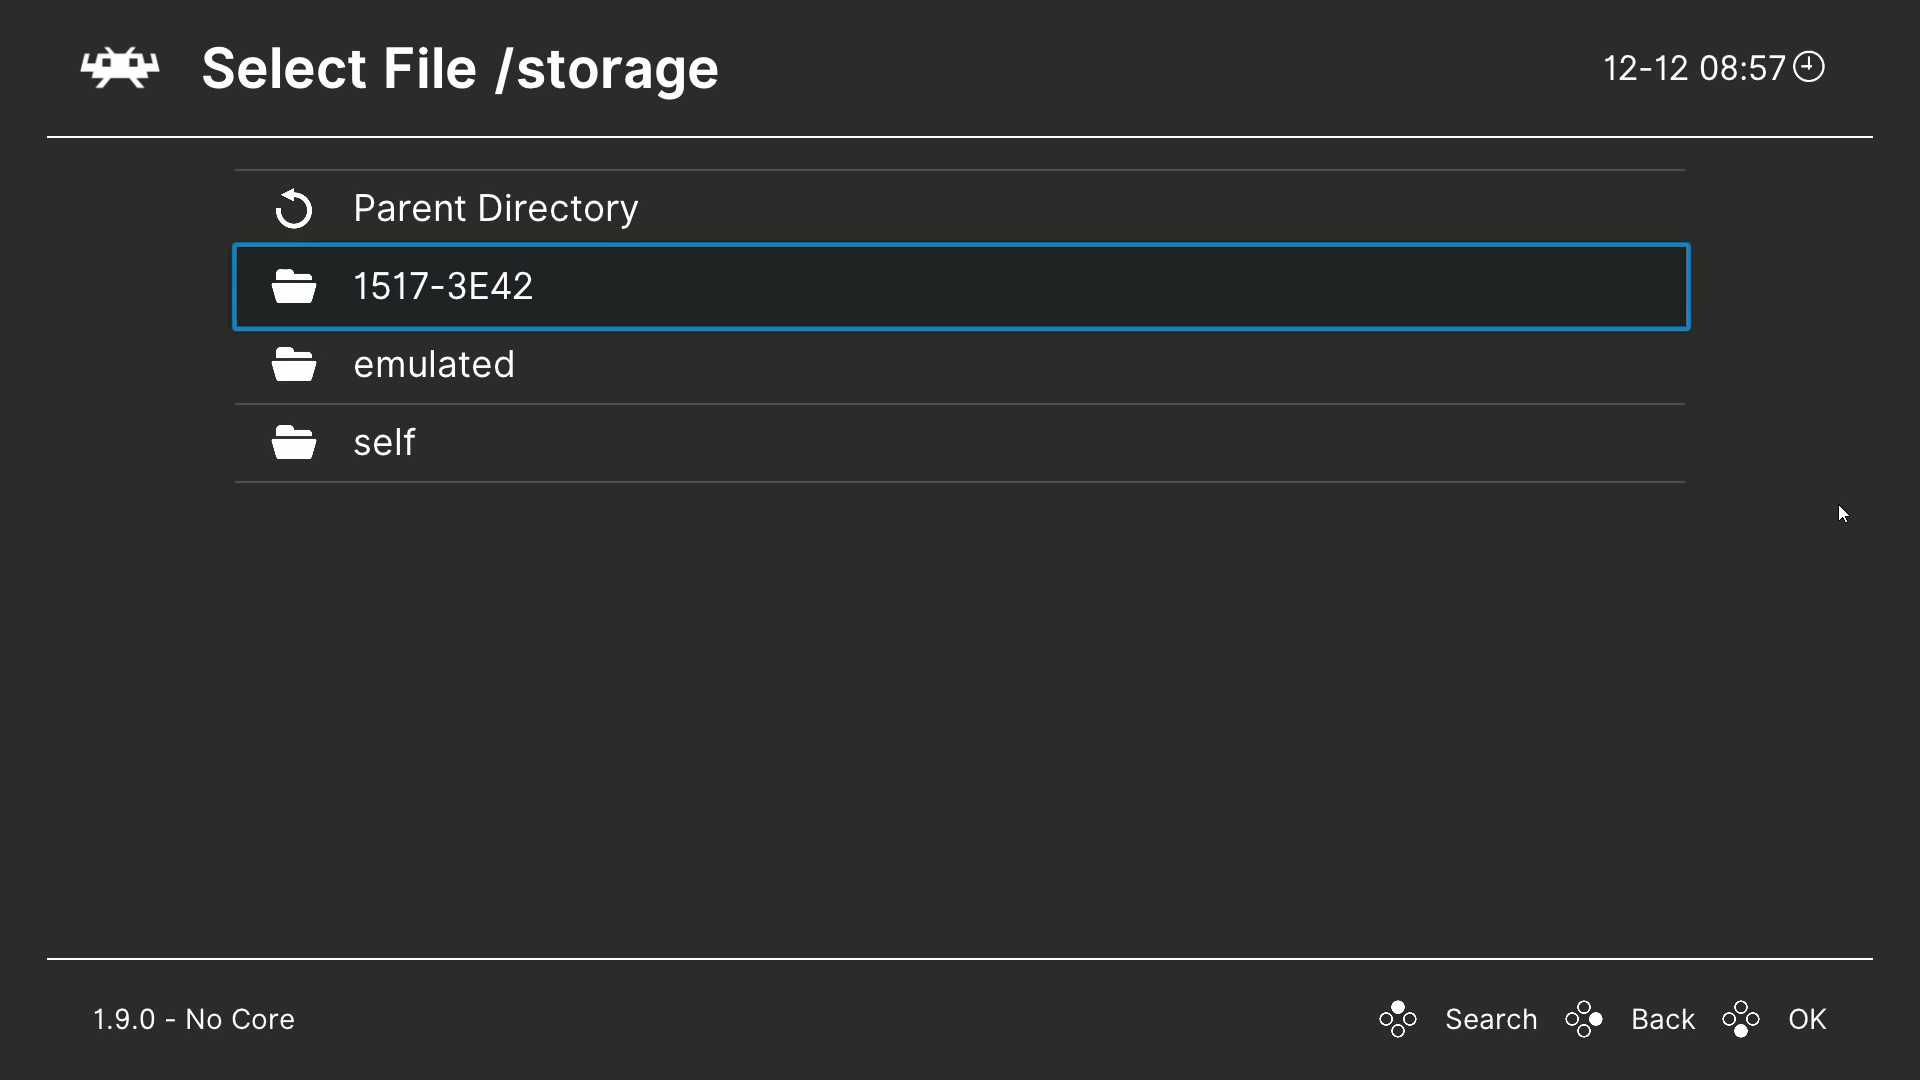 Select File /storage
12-12 08:57
Parent Directory
1517-3E42
emulated
self
1.9.0 - No Core
Search
Back
OK